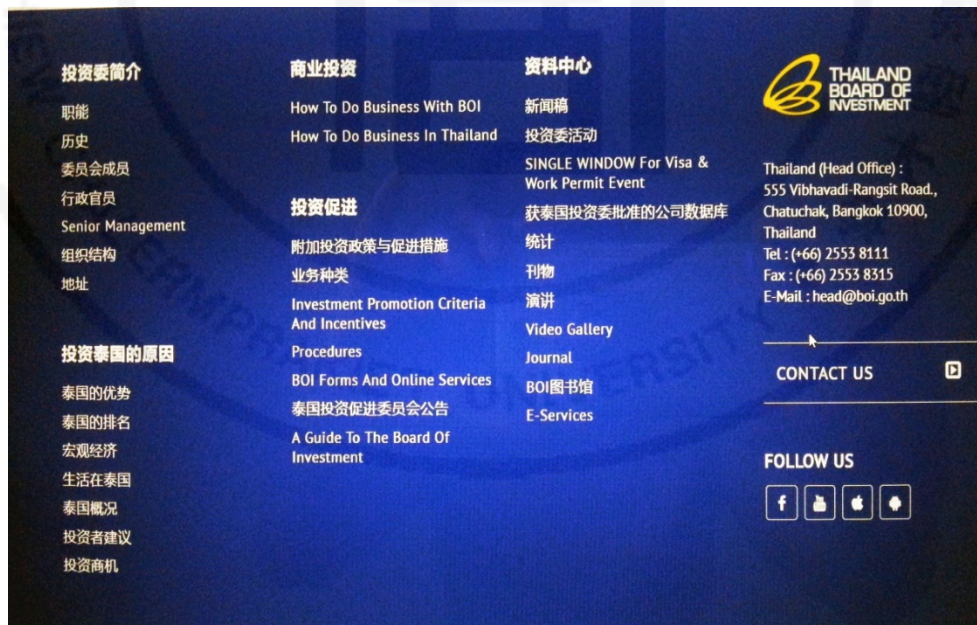 投资委简介
职能
历史
委员会成员
行政官员
Senior Management
组织结构
地址
投资泰国的原因
泰国的优势
泰国的排名
宏观经济
生活在泰国
泰国概况
投资者建议
投资商机
商业投资
How To Do Business With BOI
How To Do Business In Thailand
投资促进
附加投资政策与促进措施
业务种类
Investment Promotion Criteria
And Incentives
Procedures
BOI Forms And Online Services
泰国投资促进委员会公告
A Guide To The Board Of
Investment
资料中心
新闻稿
投资委活动
SINGLE WINDOW For Visa &
Work Permit Event
获泰国投资委批准的公司数据库
统计
刊物
演讲
Video Gallery
Journal
BOI图书馆
E-Services
THAILAND
BOARD OF
INVESTMENT
Thailand (Head Office) :
555 Vibhavadi-Rangsit Road.,
Chatuchak, Bangkok 10900,
Thailand
Tel : (+66) 2553 8111
Fax : (+66) 2553 8315
E-Mail : head@boi.go.th
CONTACT US
FOLLOW US